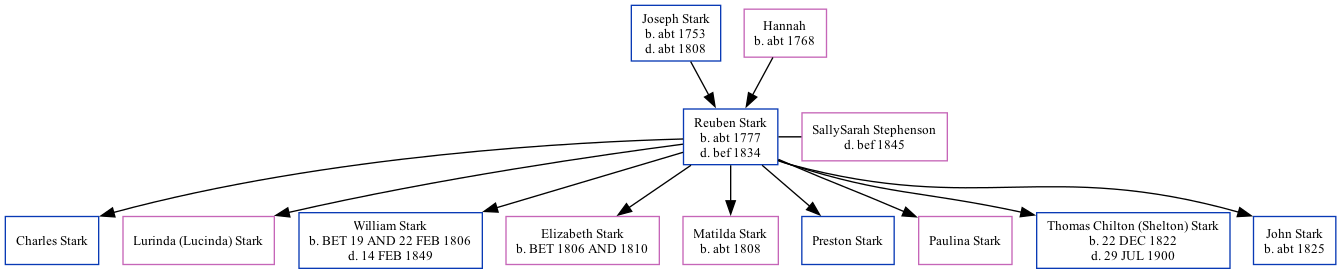 Joseph Stark
b. abt 1753
d. abt 1808
Hannah
b. abt 1768
Reuben Stark
b. abt 1777
d. bef 1834
SallySarah Stephenson
d. bef 1845
Charles Stark
Lurinda (Lucinda) Stark
William Stark
b. BET 19 AND 22 FEB 1806
d. 14 FEB 1849
Elizabeth Stark
b. BET 1806 AND 1810
Matilda Stark
b. abt 1808
Preston Stark
Paulina Stark
Thomas Chilton (Shelton) Stark
b. 22 DEC 1822
d. 29 JUL 1900
John Stark
b. abt 1825